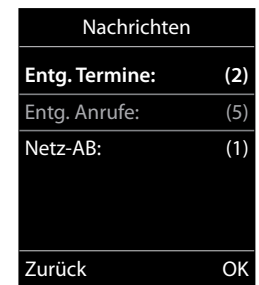 Nachrichten
Entg. Termine: (2)
Entg. Anrufe: (5)
Netz-AB: (1)
Zurück OK